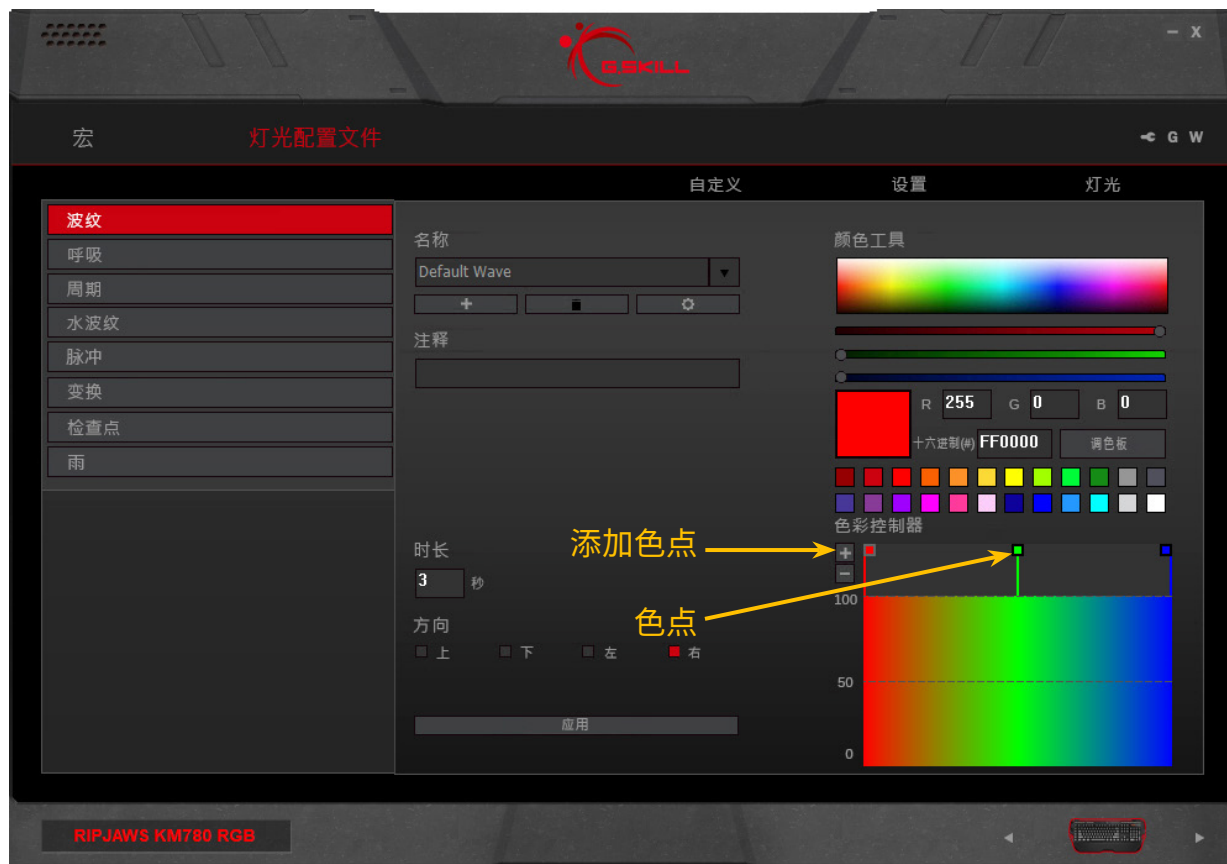 G.SKILL
– X
宏
灯光配置文件
G W
自定义
设置
灯光
波纹
呼吸
周期
水波纹
脉冲
变换
检查点
雨
名称
Default Wave
注释
时长
3 秒
方向
上 下 左 右
应用
颜色工具
R 255 G 0 B 0
十六进制(#) FF0000 调色板
色彩控制器
添加色点
色点
+
−
100
50
0
RIPJAWS KM780 RGB